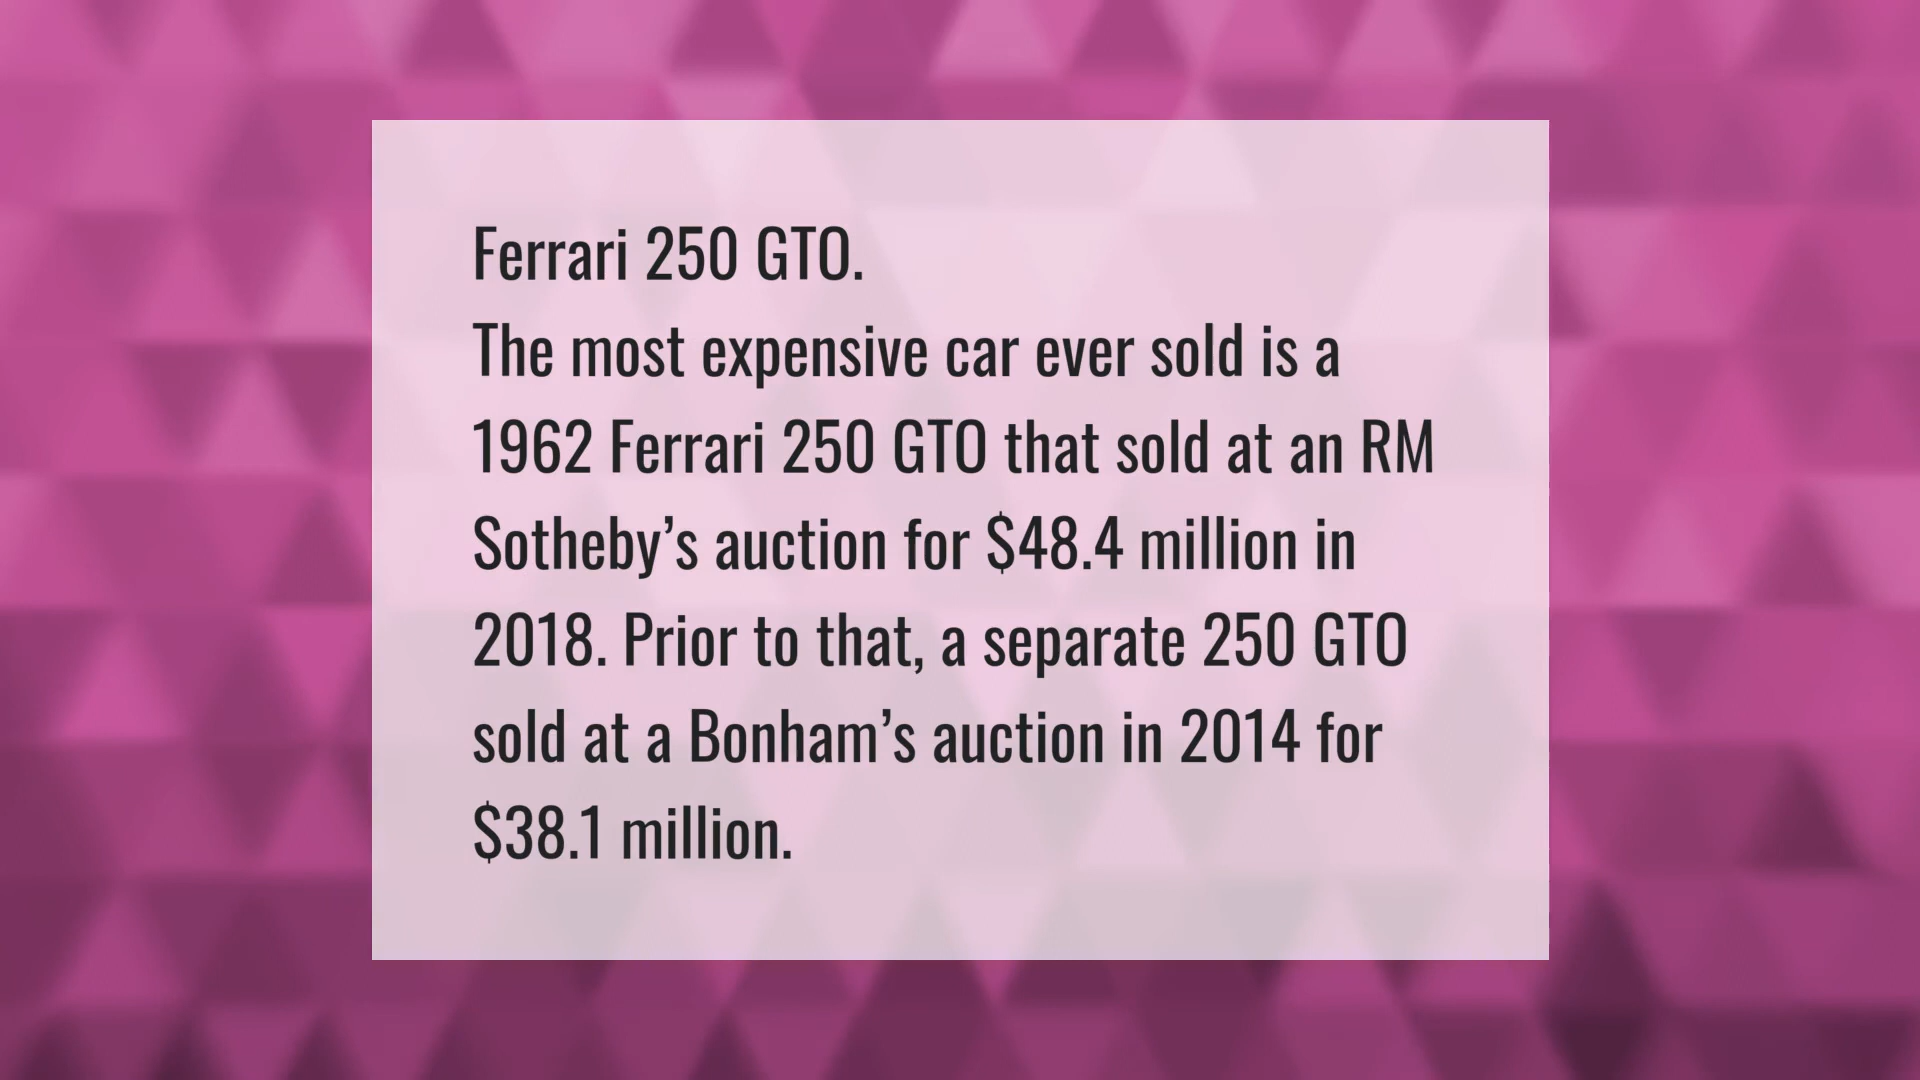 Ferrari 250 GTO.
The most expensive car ever sold is a
1962 Ferrari 250 GTO that sold at an RM
Sotheby’s auction for $48.4 million in
2018. Prior to that, a separate 250 GTO
sold at a Bonham’s auction in 2014 for
$38.1 million.